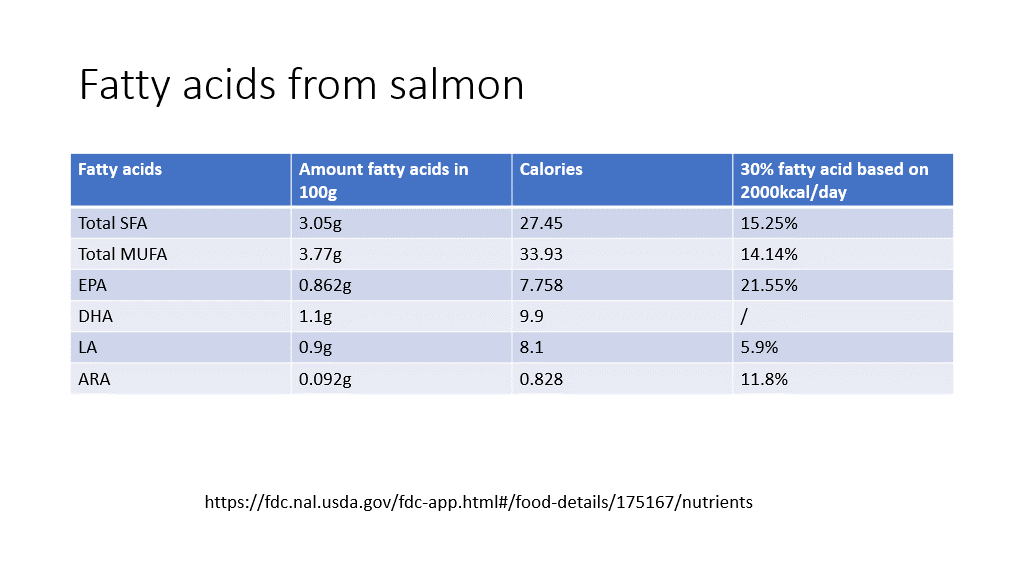 Fatty acids from salmon
Fatty acids
Amount fatty acids in 100g
Calories
30% fatty acid based on 2000kcal/day
Total SFA 3.05g 27.45 15.25%
Total MUFA 3.77g 33.93 14.14%
EPA 0.862g 7.758 21.55%
DHA 1.1g 9.9 /
LA 0.9g 8.1 5.9%
ARA 0.092g 0.828 11.8%
https://fdc.nal.usda.gov/fdc-app.html#/food-details/175167/nutrients